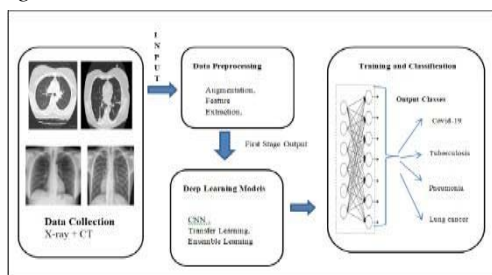 I
N
P
U
T
Data Collection
X-ray + CT
Data Preprocessing
Augmentation,
Feature
Extraction,
First Stage Output
Deep Learning Models
CNN,
Transfer Learning,
Ensemble Learning
Training and Classification
Output Classes
Covid-19
Tuberculosis
Pneumonia
Lung cancer